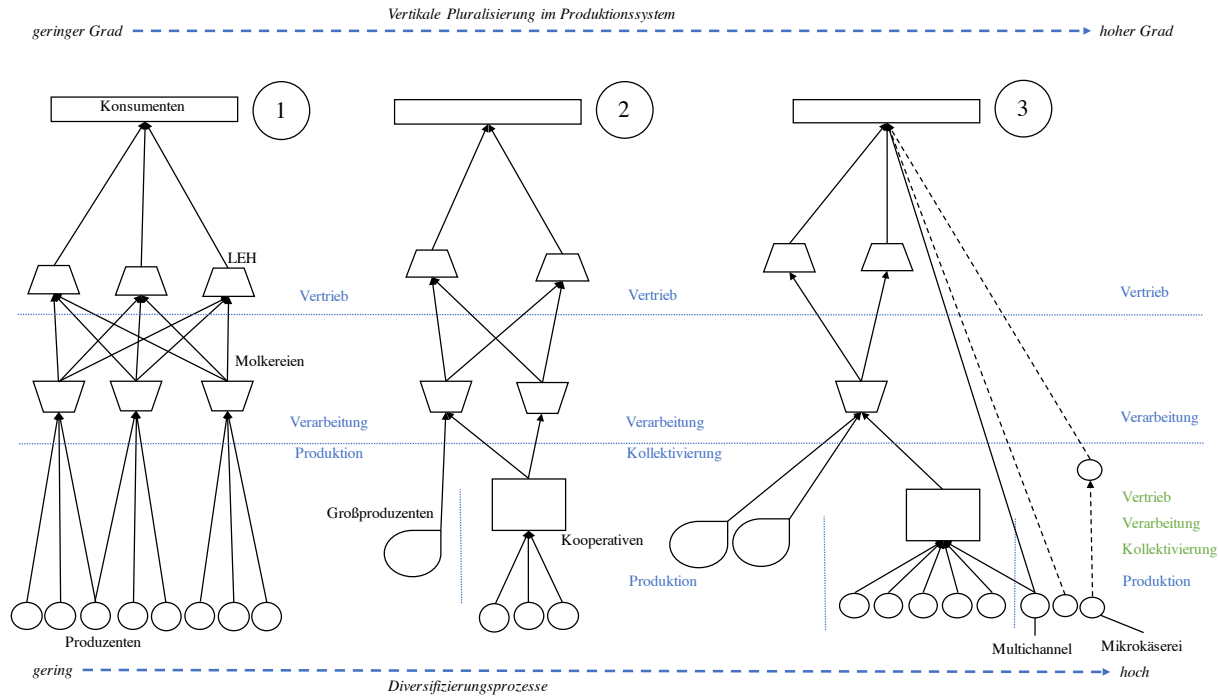 Vertikale Pluralisierung im Produktionssystem
geringer Grad
hoher Grad
Konsumenten
1
2
3
LEH
Vertrieb
Vertrieb
Vertrieb
Molkereien
Verarbeitung
Verarbeitung
Verarbeitung
Produktion
Kollektivierung
Großproduzenten
Kooperativen
Vertrieb
Verarbeitung
Kollektivierung
Produktion
Produktion
Produzenten
Multichannel
Mikrokäserei
gering
hoch
Diversifizierungsprozesse